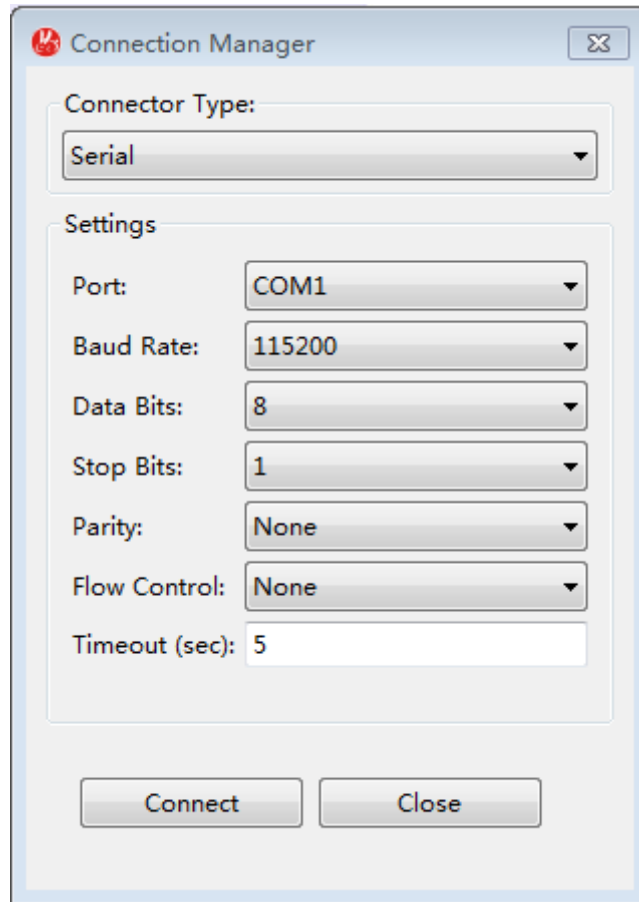 Connection Manager
Connector Type:
Serial
Settings
Port: COM1
Baud Rate: 115200
Data Bits: 8
Stop Bits: 1
Parity: None
Flow Control: None
Timeout (sec): 5
Connect Close